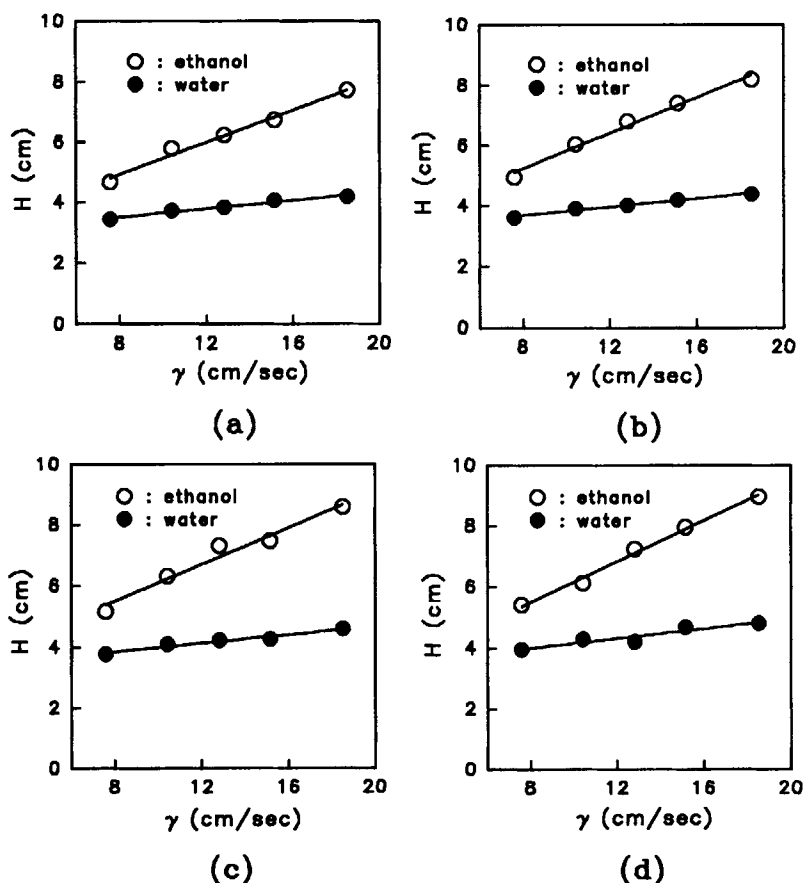 10
8
6
4
2
0
H (cm)
○ : ethanol
● : water
8 12 16 20
γ (cm/sec)
(a)
10
8
6
4
2
0
H (cm)
○ : ethanol
● : water
8 12 16 20
γ (cm/sec)
(b)
10
8
6
4
2
0
H (cm)
○ : ethanol
● : water
8 12 16 20
γ (cm/sec)
(c)
10
8
6
4
2
0
H (cm)
○ : ethanol
● : water
8 12 16 20
γ (cm/sec)
(d)